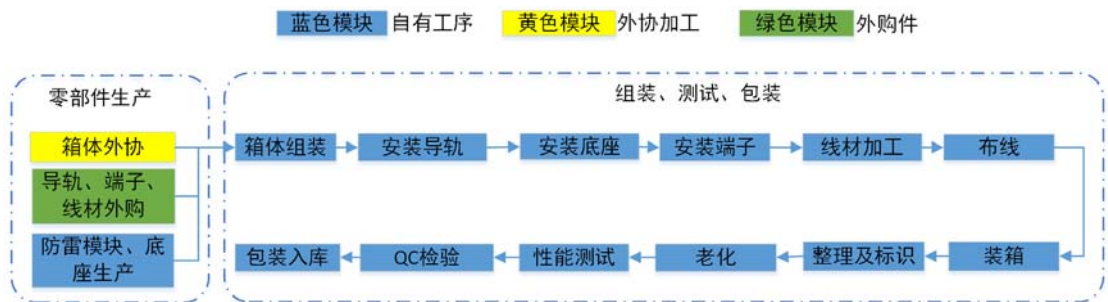 蓝色模块 自有工序 黄色模块 外协加工 绿色模块 外购件
零部件生产
箱体外协
导轨、端子、
线材外购
防雷模块、底
座生产
组装、测试、包装
箱体组装 安装导轨 安装底座 安装端子 线材加工 布线
包装入库 QC检验 性能测试 老化 整理及标识 装箱